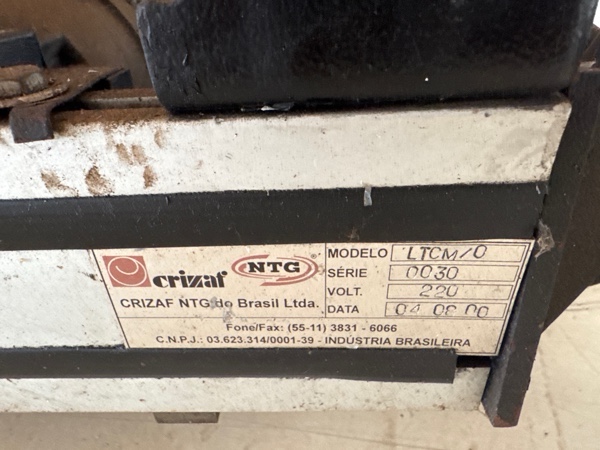 crizaf NTG
CRIZAF NTG do Brasil Ltda.
MODELO LTCM/0
SÉRIE 0030
VOLT. 220
DATA 04 08 00
Fone/Fax: (55-11) 3831 - 6066
C.N.P.J.: 03.623.314/0001-39 - INDÚSTRIA BRASILEIRA